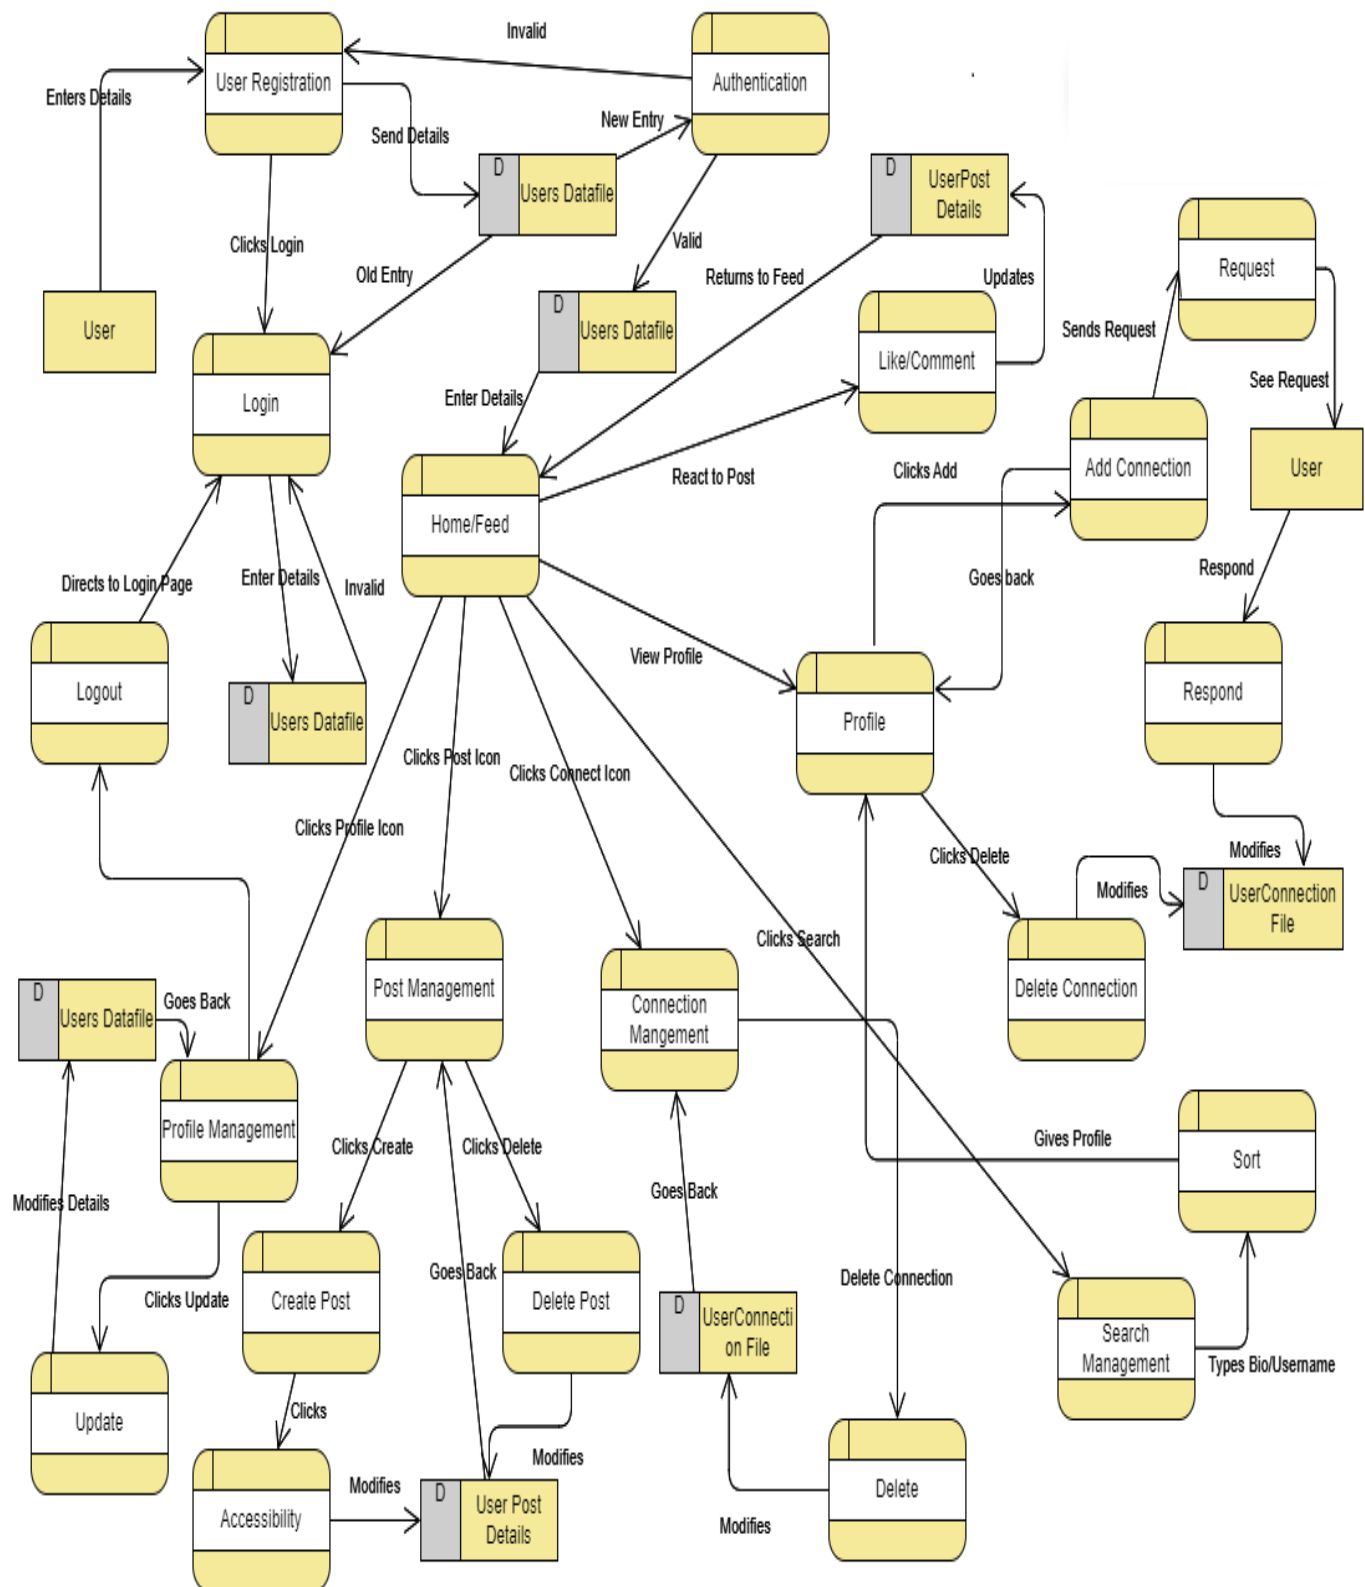 Invalid
User Registration
Authentication
Enters Details
Send Details
New Entry
D
Users Datafile
D
UserPost
Details
Clicks Login
Old Entry
Valid
Returns to Feed
Updates
Request
Sends Request
User
D
Users Datafile
Like/Comment
See Request
Login
Enter Details
Add Connection
User
Clicks Add
React to Post
Home/Feed
Directs to Login Page
Enter Details
Invalid
Goes back
Respond
View Profile
Logout
D
Users Datafile
Profile
Respond
Clicks Post Icon
Clicks Connect Icon
Clicks Profile Icon
Clicks Delete
Modifies
Modifies
D
UserConnection
File
Clicks Search
Post Management
Connection
Mangement
Delete Connection
D
Users Datafile
Goes Back
Profile Management
Clicks Create
Clicks Delete
Gives Profile
Sort
Modifies Details
Goes Back
Goes Back
Delete Connection
Clicks Update
Create Post
Delete Post
D
UserConnecti
on File
Search
Management
Types Bio/Username
Update
Clicks
Modifies
Modifies
Accessibility
D
User Post
Details
Modifies
Delete